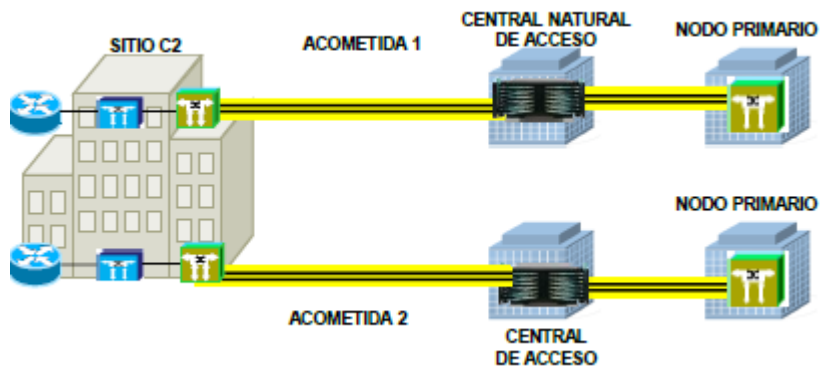 SITIO C2
ACOMETIDA 1
CENTRAL NATURAL
DE ACCESO
NODO PRIMARIO
NODO PRIMARIO
ACOMETIDA 2
CENTRAL
DE ACCESO